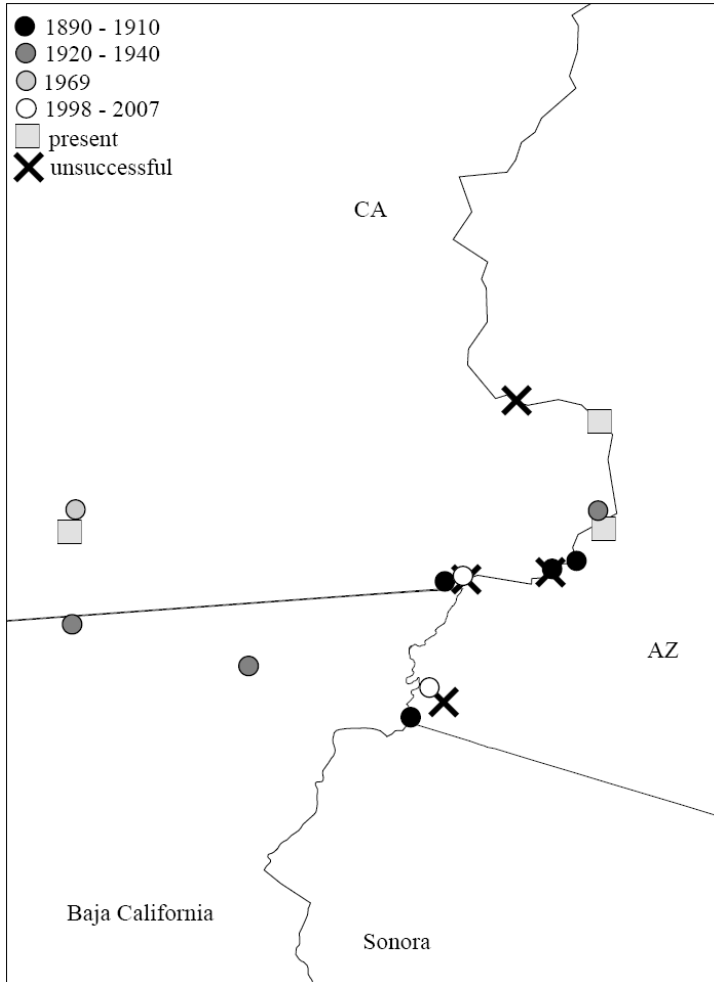 1890 - 1910
1920 - 1940
1969
1998 - 2007
present
unsuccessful
CA
AZ
Baja California
Sonora